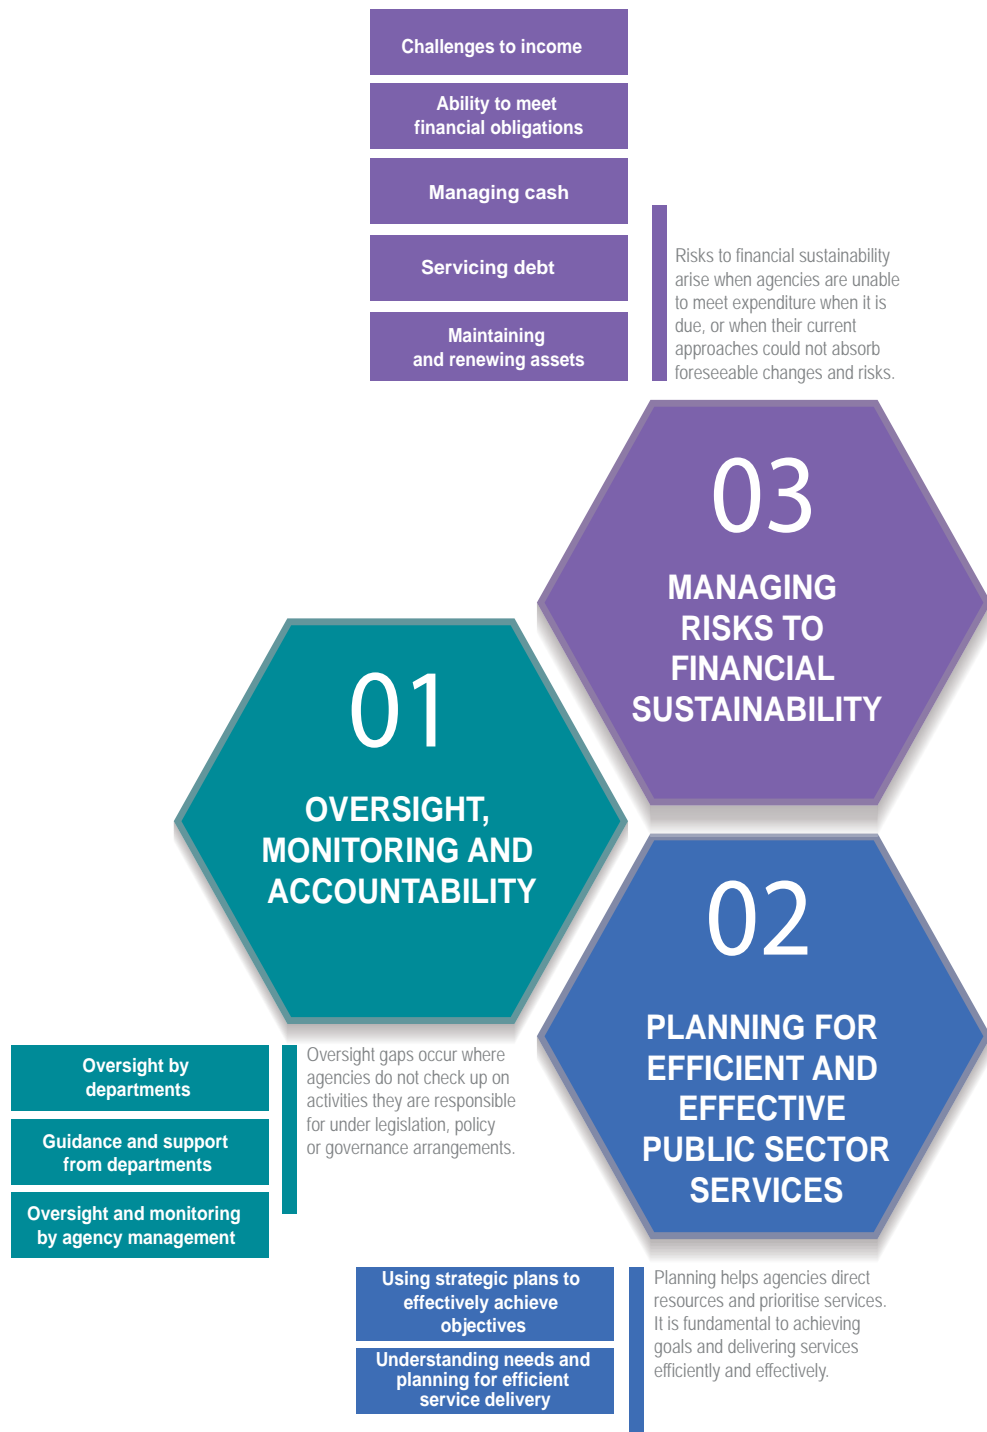 Challenges to income
Ability to meet
financial obligations
Managing cash
Servicing debt
Maintaining
and renewing assets
Risks to financial sustainability
arise when agencies are unable
to meet expenditure when it is
due, or when their current
approaches could not absorb
foreseeable changes and risks.
03
MANAGING
RISKS TO
FINANCIAL
SUSTAINABILITY
01
OVERSIGHT,
MONITORING AND
ACCOUNTABILITY
02
PLANNING FOR
EFFICIENT AND
EFFECTIVE
PUBLIC SECTOR
SERVICES
Oversight by
departments
Guidance and support
from departments
Oversight and monitoring
by agency management
Oversight gaps occur where
agencies do not check up on
activities they are responsible
for under legislation, policy
or governance arrangements.
Using strategic plans to
effectively achieve
objectives
Understanding needs and
planning for efficient
service delivery
Planning helps agencies direct
resources and prioritise services.
It is fundamental to achieving
goals and delivering services
efficiently and effectively.